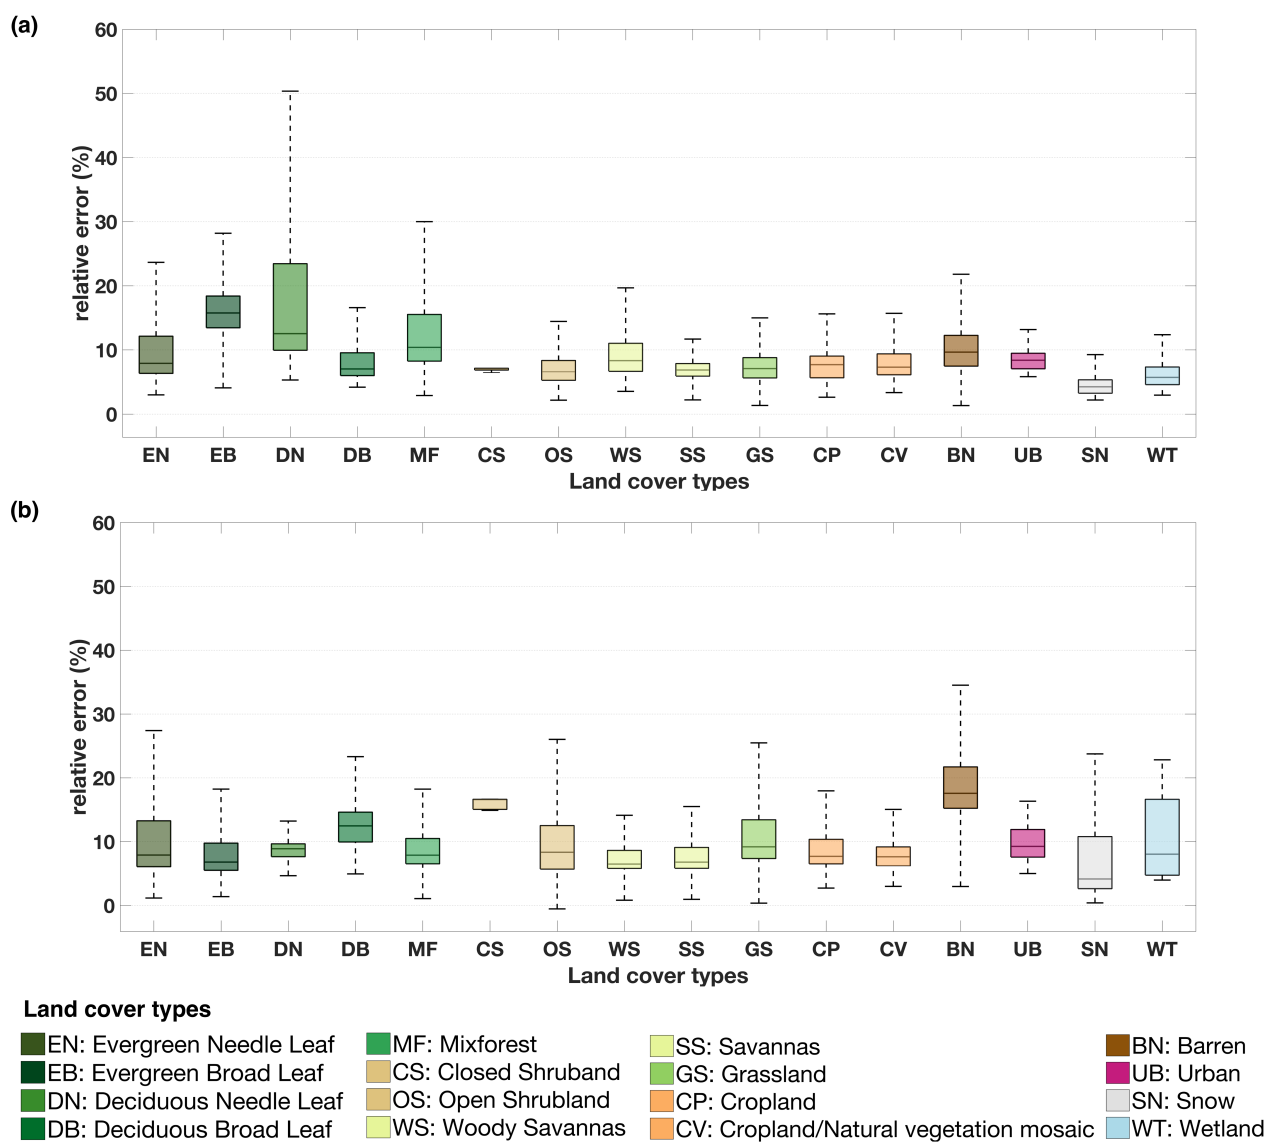 (a)
60
50
40
30
20
10
0
relative error (%)
EN EB DN DB MF CS OS WS SS GS CP CV BN UB SN WT
Land cover types
(b)
60
50
40
30
20
10
0
relative error (%)
EN EB DN DB MF CS OS WS SS GS CP CV BN UB SN WT
Land cover types
Land cover types
EN: Evergreen Needle Leaf
EB: Evergreen Broad Leaf
DN: Deciduous Needle Leaf
DB: Deciduous Broad Leaf
MF: Mixforest
CS: Closed Shruband
OS: Open Shrubland
WS: Woody Savannas
SS: Savannas
GS: Grassland
CP: Cropland
CV: Cropland/Natural vegetation mosaic
BN: Barren
UB: Urban
SN: Snow
WT: Wetland